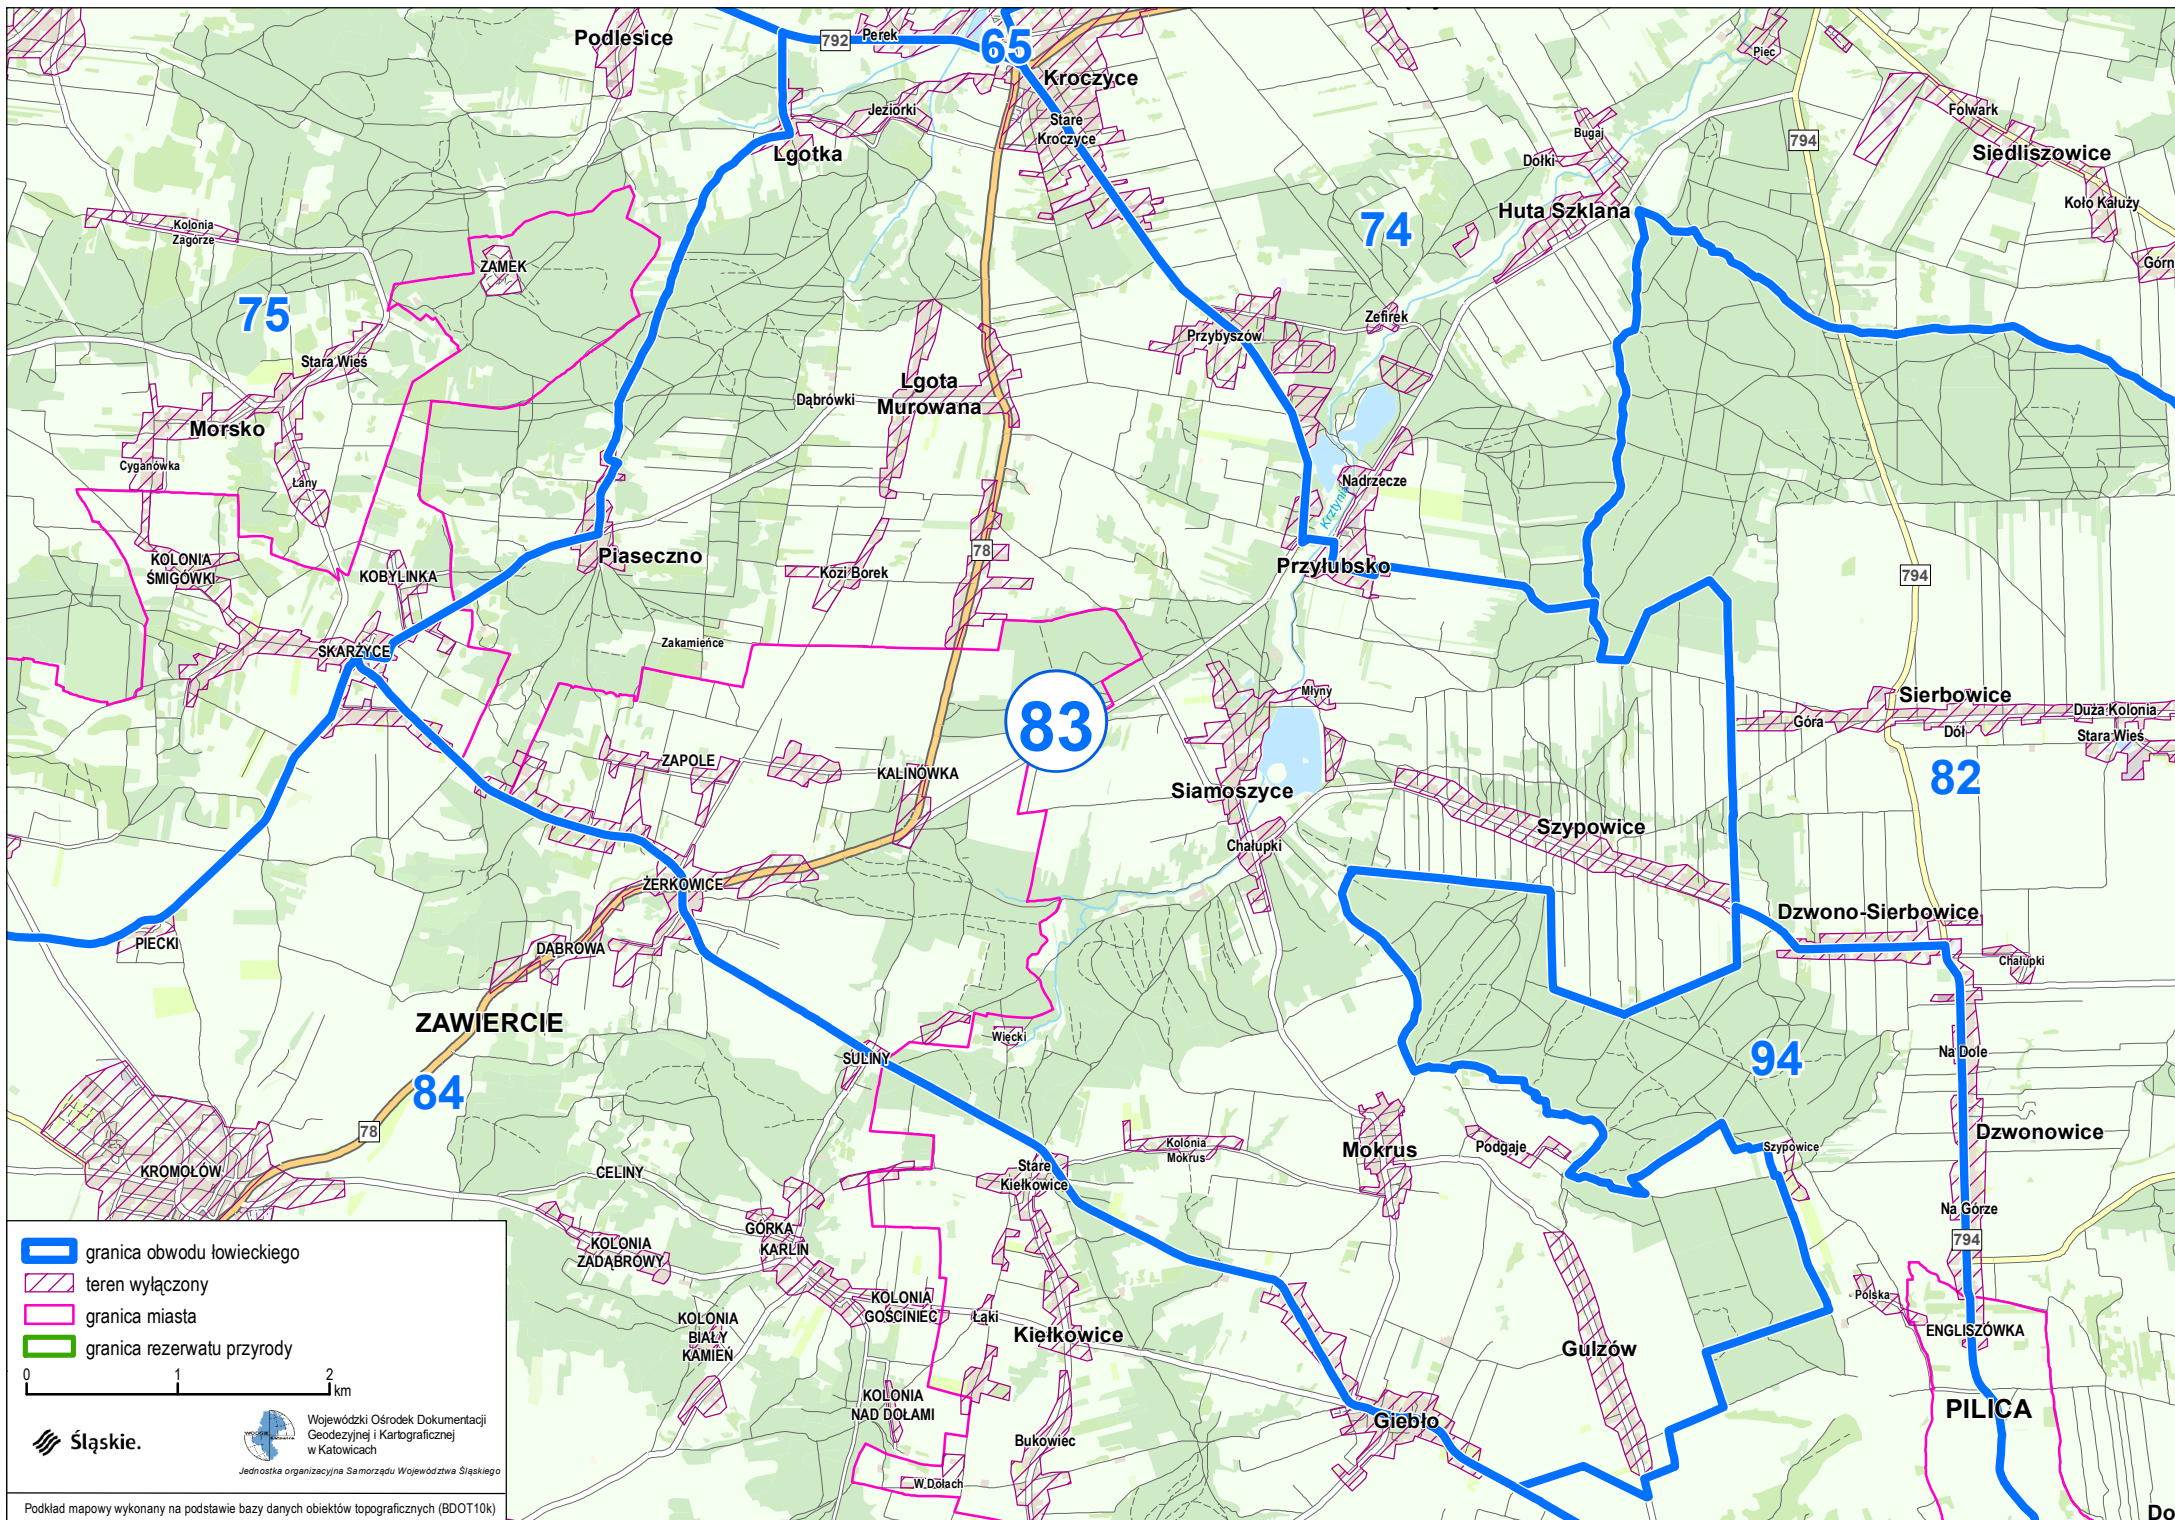 Podlesice
792
Perek
65
Kroczyce
Piec
Jeziorki
Stare
Kroczyce
Folwark
Bugaj
794
Lgotka
Dołki
Siedliszowice
Koło Kałuży
Huta Szklana
74
Kolonia
Zagórze
ZAMEK
Górn
75
Zefirek
Przybyszów
Stara Wieś
Lgota
Murowana
Dąbrówki
Morsko
Cyganówka
Łany
Nadrzecze
Krztynia
78
Piaseczno
KOLONIA
ŚMIGÓWKI
KOBYLINKA
Kozi Borek
Przyłubsko
794
Zakamieńce
SKARŻYCE
Młyny
Sierbowice
Góra
Duża Kolonia
Dół
Stara Wieś
83
ZAPOLE
KALINÓWKA
82
Siamoszyce
Szypowice
Chałupki
ŻERKOWICE
Dzwono-Sierbowice
PIECKI
DĄBROWA
Chałupki
ZAWIERCIE
Więcki
SULINY
Na Dole
94
84
78
Dzwonowice
Kolonia
Mokrus
Mokrus
Podgaje
Szypowice
KROMOŁÓW
CELINY
Stare
Kiełkowice
Na Górze
GÓRKA
KARLIN
KOLONIA
ZADĄBROWY
794
Polska
KOLONIA
GOŚCINIEC
Łąki
KOLONIA
BIAŁY
KAMIEŃ
Kiełkowice
ENGLISZÓWKA
Gulzów
KOLONIA
NAD DOŁAMI
PILICA
Giebło
Bukowiec
W Dołach
Do
granica obwodu łowieckiego
teren wyłączony
granica miasta
granica rezerwatu przyrody
0 1 2
km
Śląskie.
Wojewódzki Ośrodek Dokumentacji
Geodezyjnej i Kartograficznej
w Katowicach
Jednostka organizacyjna Samorządu Województwa Śląskiego
Podkład mapowy wykonany na podstawie bazy danych obiektów topograficznych (BDOT10k)